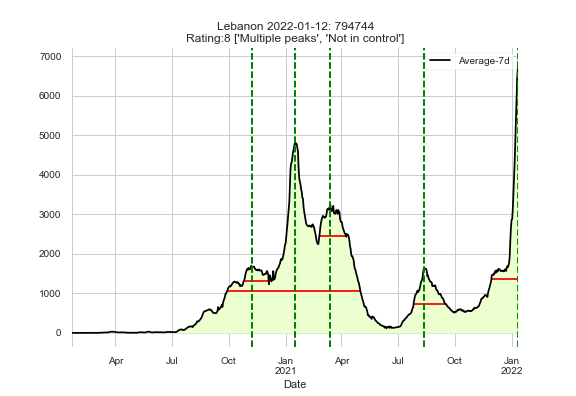 Lebanon 2022-01-12: 794744
Rating:8 ['Multiple peaks', 'Not in control']
Average-7d
7000
6000
5000
4000
3000
2000
1000
0
Apr
Jul
Oct
Jan
2021
Apr
Jul
Oct
Jan
2022
Date